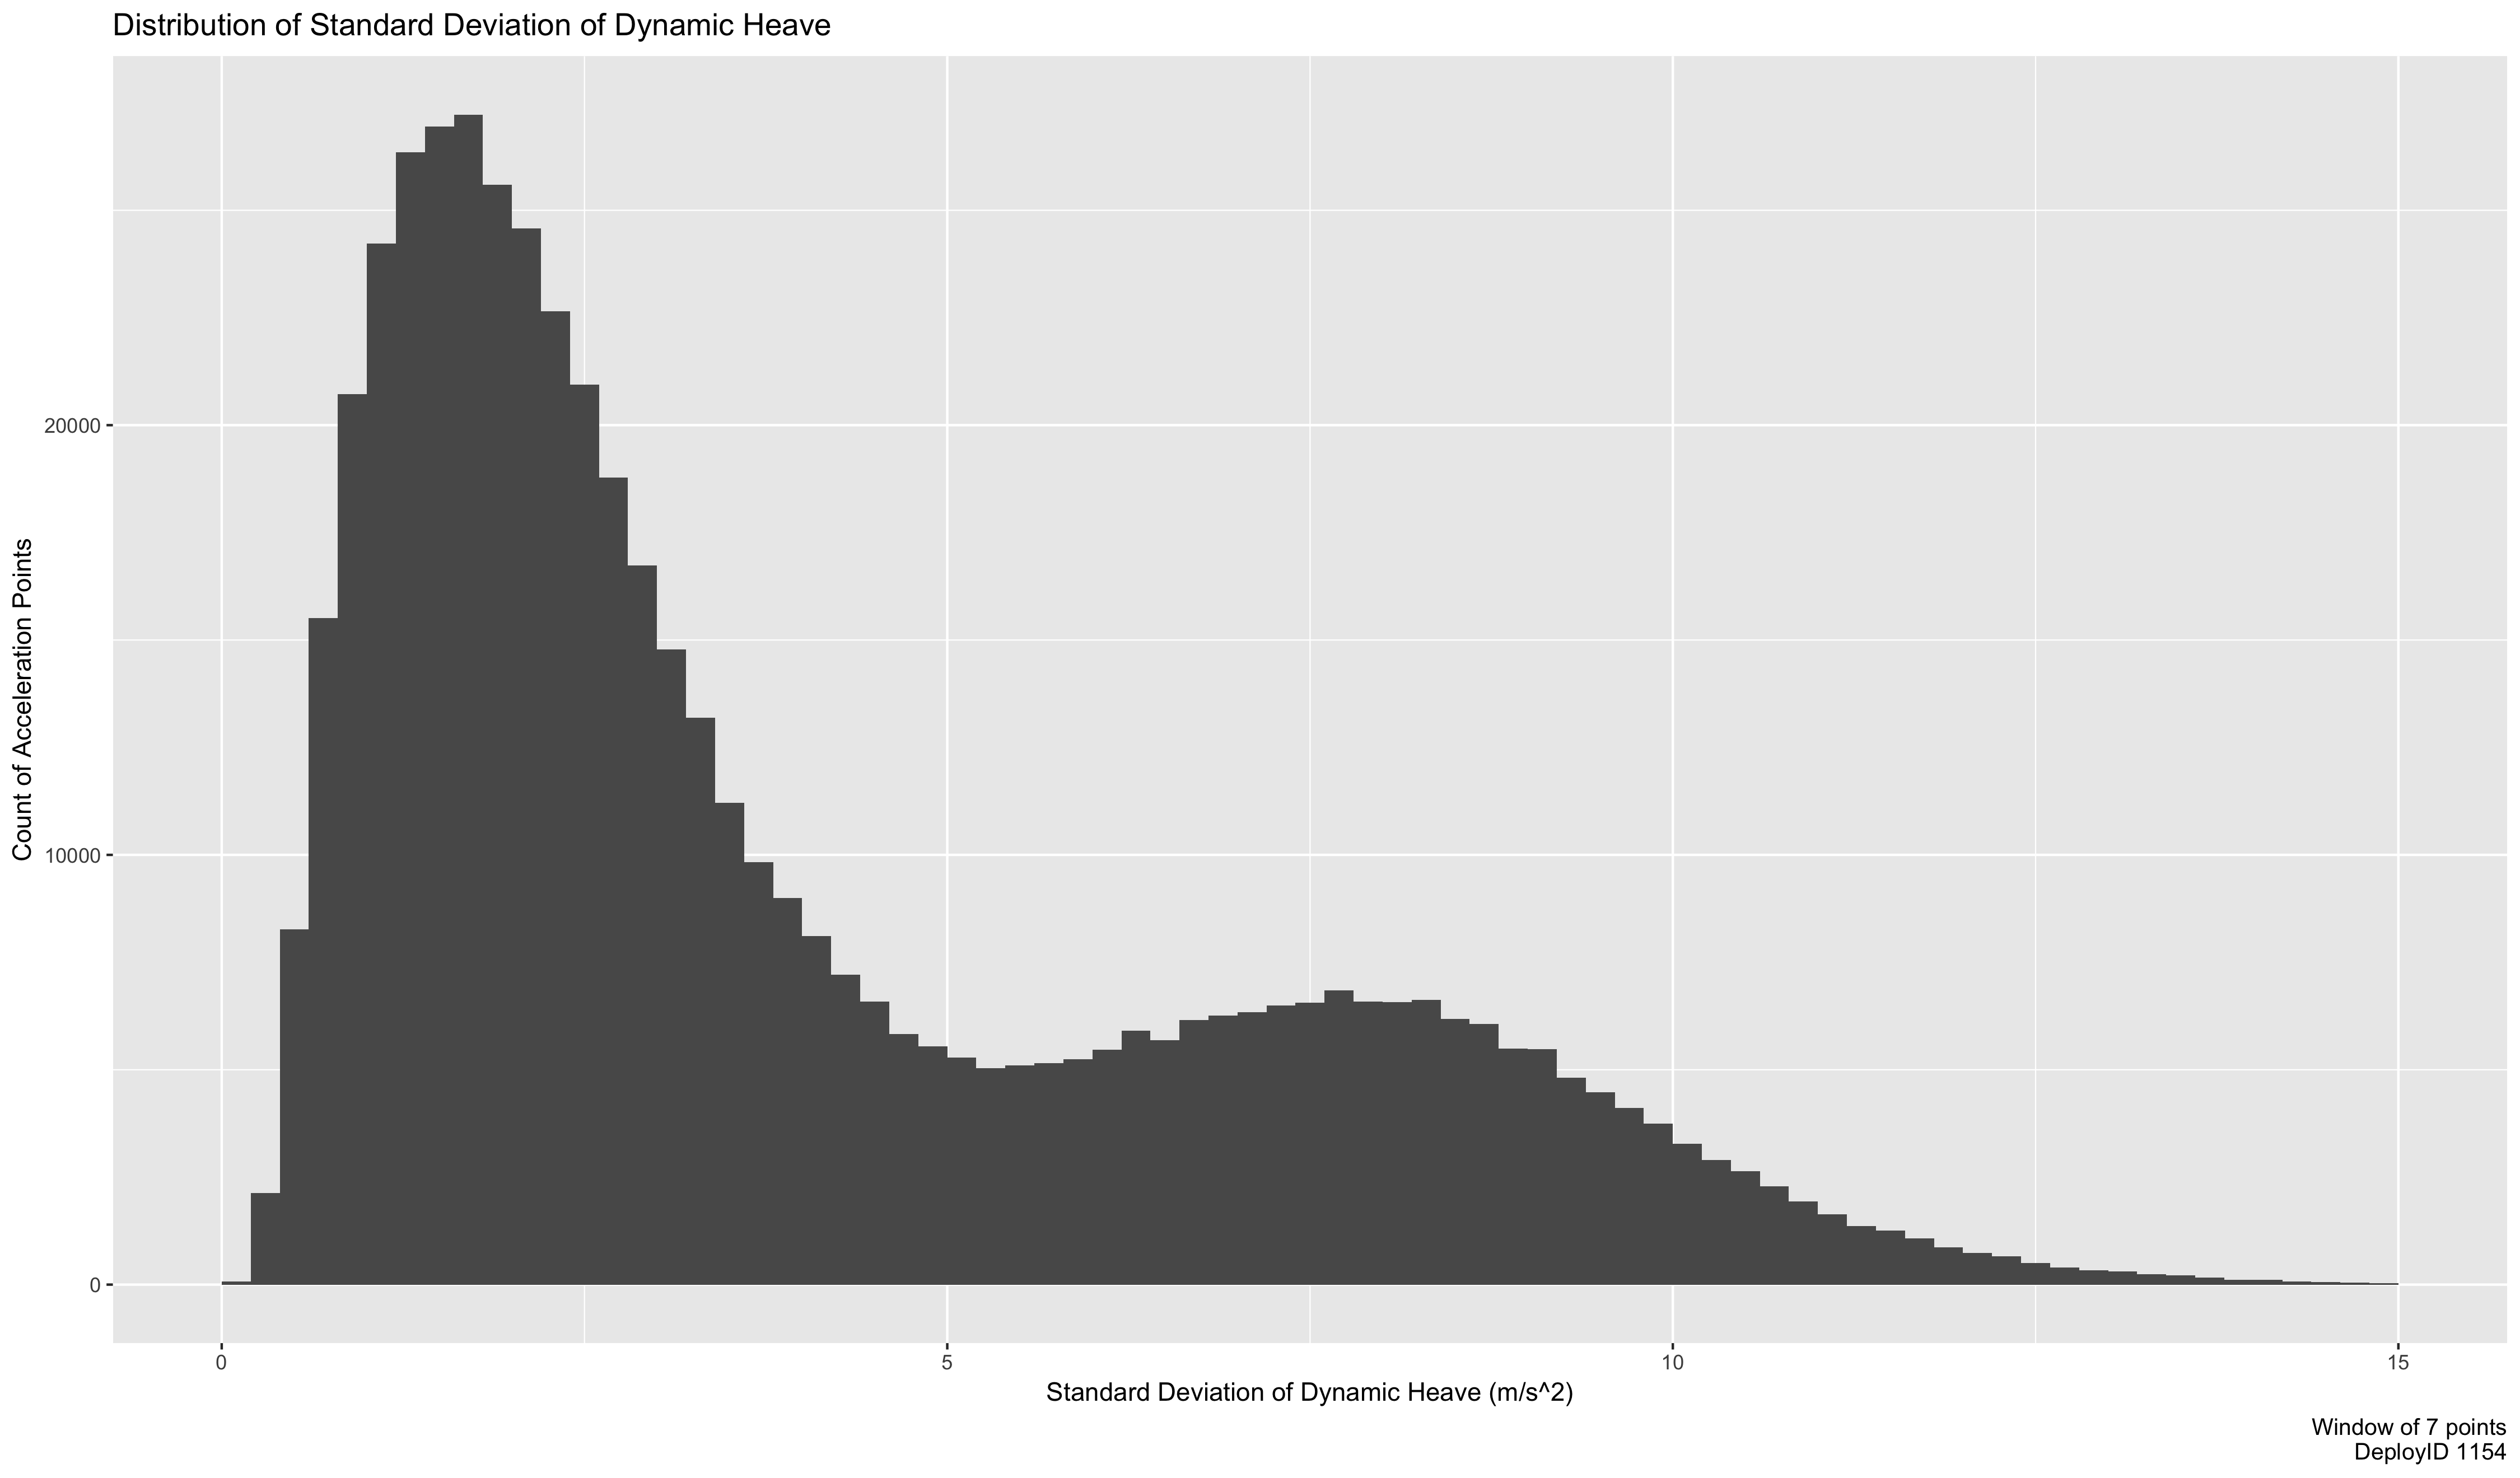 Distribution of Standard Deviation of Dynamic Heave
Count of Acceleration Points
20000
10000
0
0
5
10
15
Standard Deviation of Dynamic Heave (m/s^2)
Window of 7 points
DeployID 1154